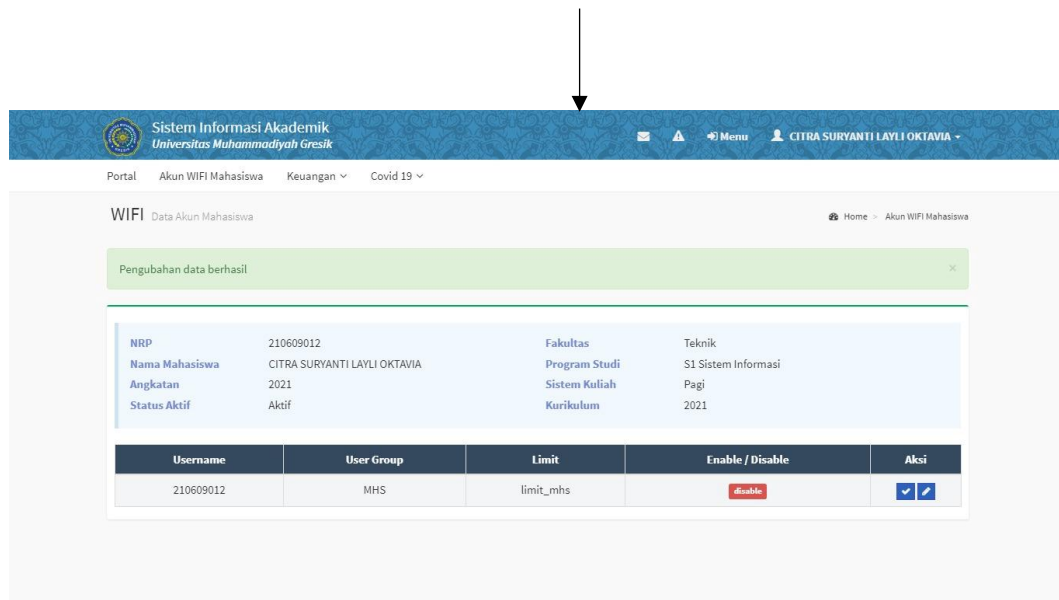 Sistem Informasi Akademik
Universitas Muhammadiyah Gresik
Menu CITRA SURYANTI LAYLI OKTAVIA
Portal Akun WIFI Mahasiswa Keuangan Covid 19
WIFI Data Akun Mahasiswa
Home > Akun WIFI Mahasiswa
Pengubahan data berhasil ×
NRP 210609012 Fakultas Teknik
Nama Mahasiswa CITRA SURYANTI LAYLI OKTAVIA Program Studi S1 Sistem Informasi
Angkatan 2021 Sistem Kuliah Pagi
Status Aktif Aktif Kurikulum 2021
Username User Group Limit Enable / Disable Aksi
210609012 MHS limit_mhs disable